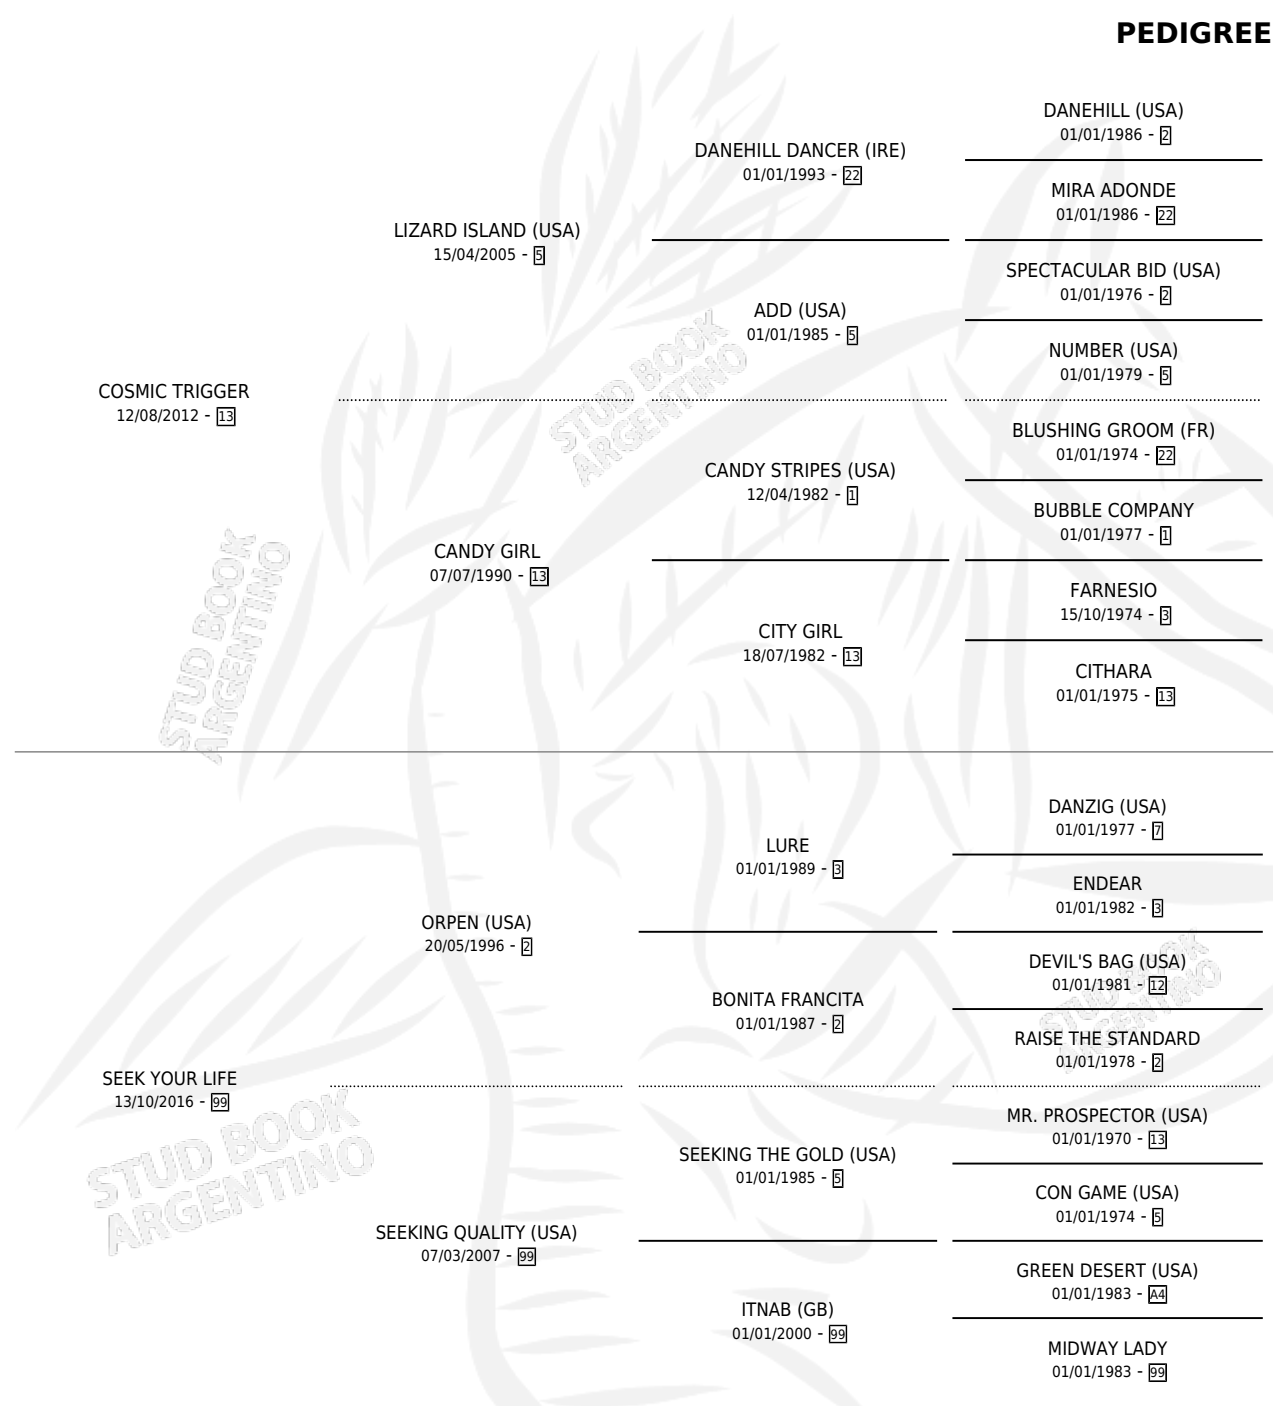 PEDIGREE
DANEHILL (USA)
01/01/1986 - 2
DANEHILL DANCER (IRE)
01/01/1993 - 22
MIRA ADONDE
01/01/1986 - 22
LIZARD ISLAND (USA)
15/04/2005 - 5
SPECTACULAR BID (USA)
01/01/1976 - 2
ADD (USA)
01/01/1985 - 5
NUMBER (USA)
01/01/1979 - 5
COSMIC TRIGGER
12/08/2012 - 13
BLUSHING GROOM (FR)
01/01/1974 - 22
CANDY STRIPES (USA)
12/04/1982 - 1
BUBBLE COMPANY
01/01/1977 - 1
CANDY GIRL
07/07/1990 - 13
FARNESIO
15/10/1974 - 3
CITY GIRL
18/07/1982 - 13
CITHARA
01/01/1975 - 13
DANZIG (USA)
01/01/1977 - 7
LURE
01/01/1989 - 3
ENDEAR
01/01/1982 - 3
ORPEN (USA)
20/05/1996 - 2
DEVIL'S BAG (USA)
01/01/1981 - 12
BONITA FRANCITA
01/01/1987 - 2
RAISE THE STANDARD
01/01/1978 - 2
SEEK YOUR LIFE
13/10/2016 - 99
MR. PROSPECTOR (USA)
01/01/1970 - 13
SEEKING THE GOLD (USA)
01/01/1985 - 5
CON GAME (USA)
01/01/1974 - 5
SEEKING QUALITY (USA)
07/03/2007 - 99
GREEN DESERT (USA)
01/01/1983 - A4
ITNAB (GB)
01/01/2000 - 99
MIDWAY LADY
01/01/1983 - 99
STUD BOOK
ARGENTINO
STUD BOOK
ARGENTINO
STUD BOOK
ARGENTINO
STUD BOOK
ARGENTINO